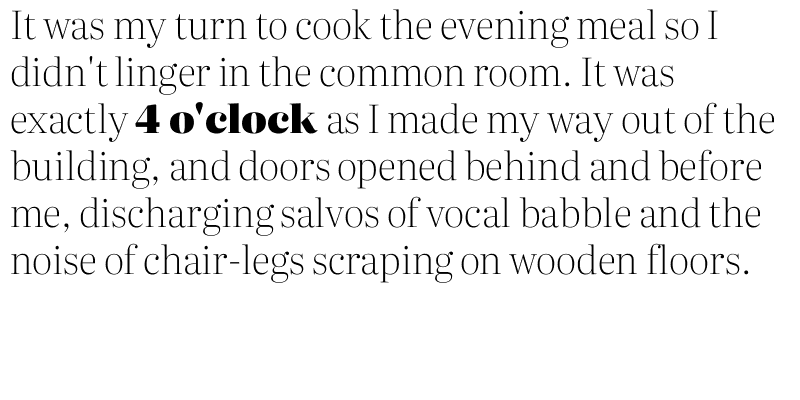 It was my turn to cook the evening meal so I
didn't linger in the common room. It was
exactly 4 o'clock as I made my way out of the
building, and doors opened behind and before
me, discharging salvos of vocal babble and the
noise of chair-legs scraping on wooden floors.